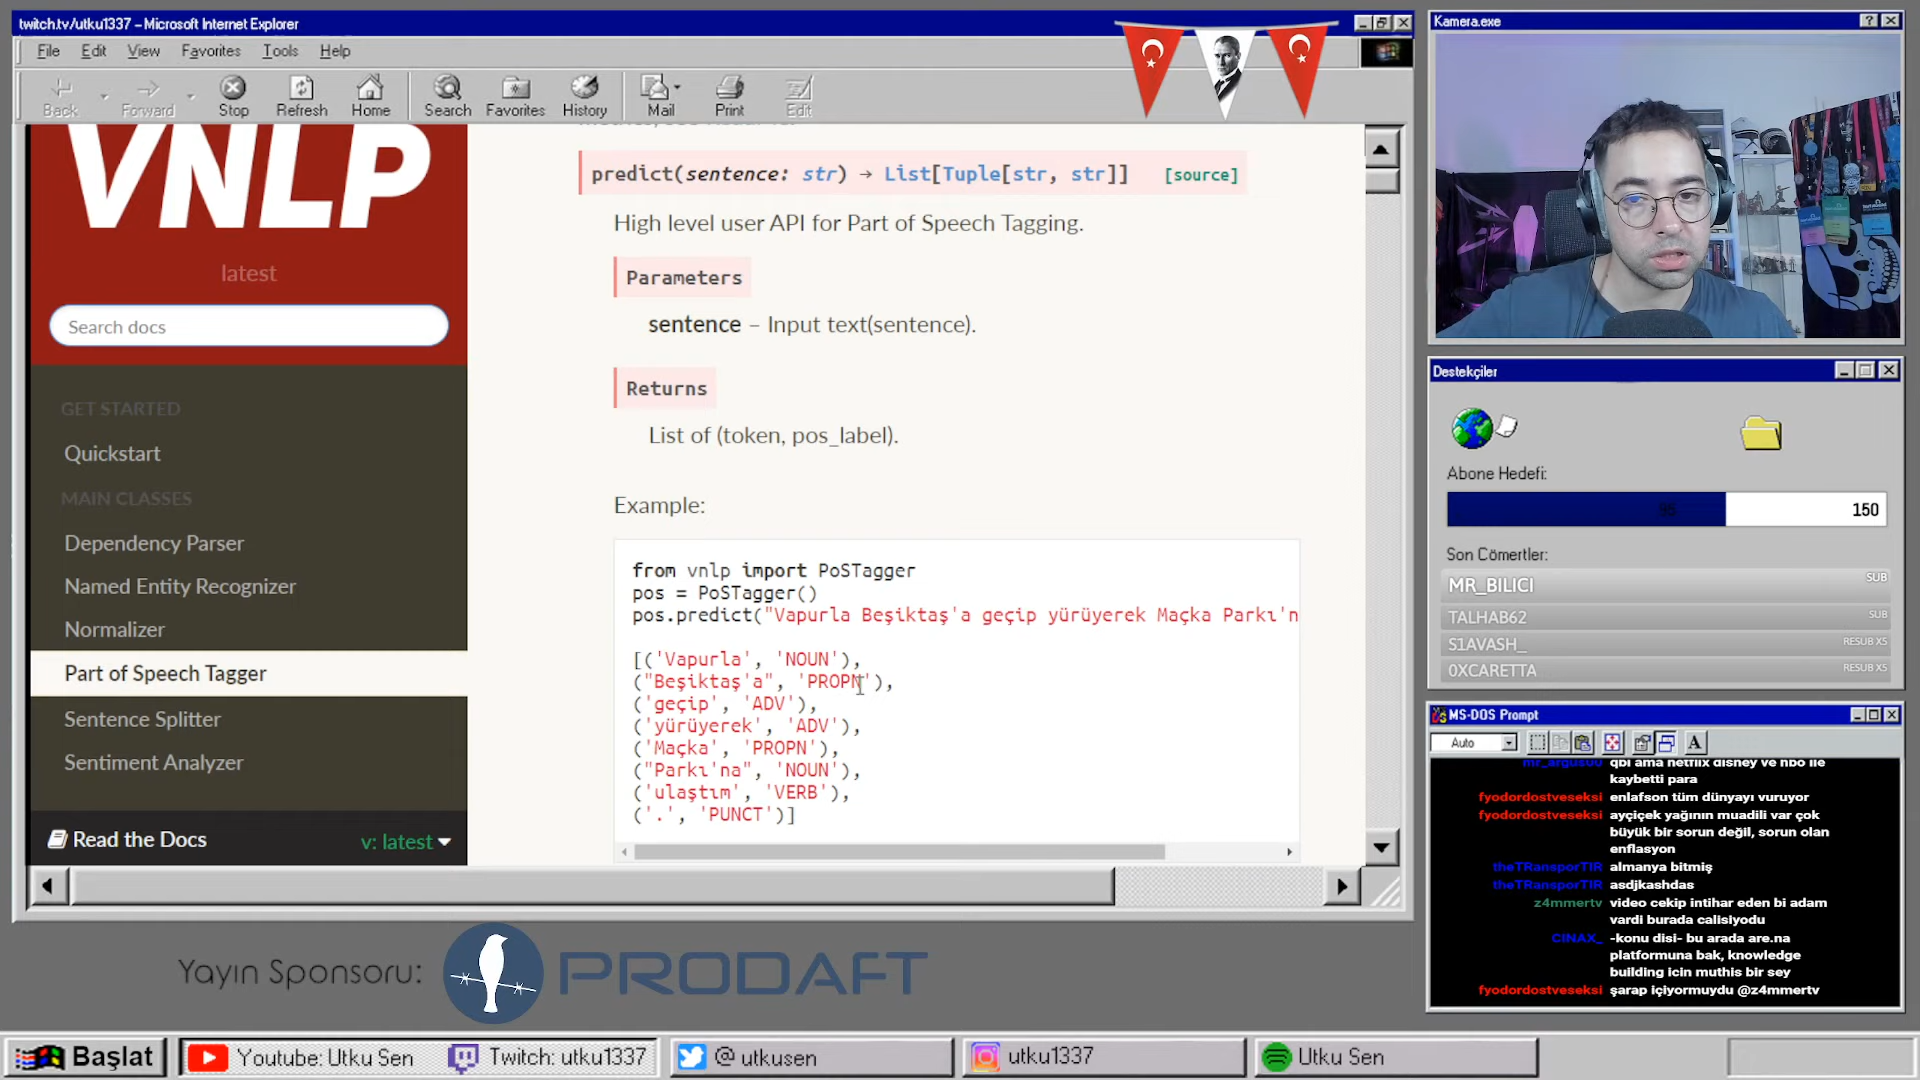 twitch.tv/utku1337 – Microsoft Internet Explorer
File Edit View Favorites Tools Help
Back Forward Stop Refresh Home Search Favorites History Mail Print Edit
VNLP
latest
Search docs
GET STARTED
Quickstart
MAIN CLASSES
Dependency Parser
Named Entity Recognizer
Normalizer
Part of Speech Tagger
Sentence Splitter
Sentiment Analyzer
Read the Docs v: latest
predict(sentence: str) → List[Tuple[str, str]] [source]
High level user API for Part of Speech Tagging.
Parameters
sentence – Input text(sentence).
Returns
List of (token, pos_label).
Example:
from vnlp import PoSTagger
pos = PoSTagger()
pos.predict("Vapurla Beşiktaş'a geçip yürüyerek Maçka Parkı'n
[('Vapurla', 'NOUN'),
("Beşiktaş'a", 'PROPN'),
('geçip', 'ADV'),
('yürüyerek', 'ADV'),
('Maçka', 'PROPN'),
("Parkı'na", 'NOUN'),
('ulaştım', 'VERB'),
('.', 'PUNCT')]
Kamera.exe
Destekçiler
Abone Hedefi:
150
Son Cömertler:
MR_BILICI SUB
TALHAB62 SUB
S1AVASH_ RESUB X5
0XCARETTA RESUB X5
MS-DOS Prompt
Auto
A
mr_argus00 qbi ama netflix disney ve hbo ile
kaybetti para
fyodordostveseksi enlafson tüm dünyayı vuruyor
fyodordostveseksi ayçiçek yağının muadili var çok
büyük bir sorun değil, sorun olan
enflasyon
theTRansporTIR almanya bitmiş
theTRansporTIR asdjkashdas
z4mmertv video cekip intihar eden bi adam
vardi burada calisiyodu
CINAX_ -konu disi- bu arada are.na
platformuna bak, knowledge
building icin muthis bir sey
fyodordostveseksi şarap içiyormuydu @z4mmertv
Yayın Sponsoru: PRODAFT
Başlat Youtube: Utku Sen Twitch: utku1337 @ utkusen utku1337 Utku Sen